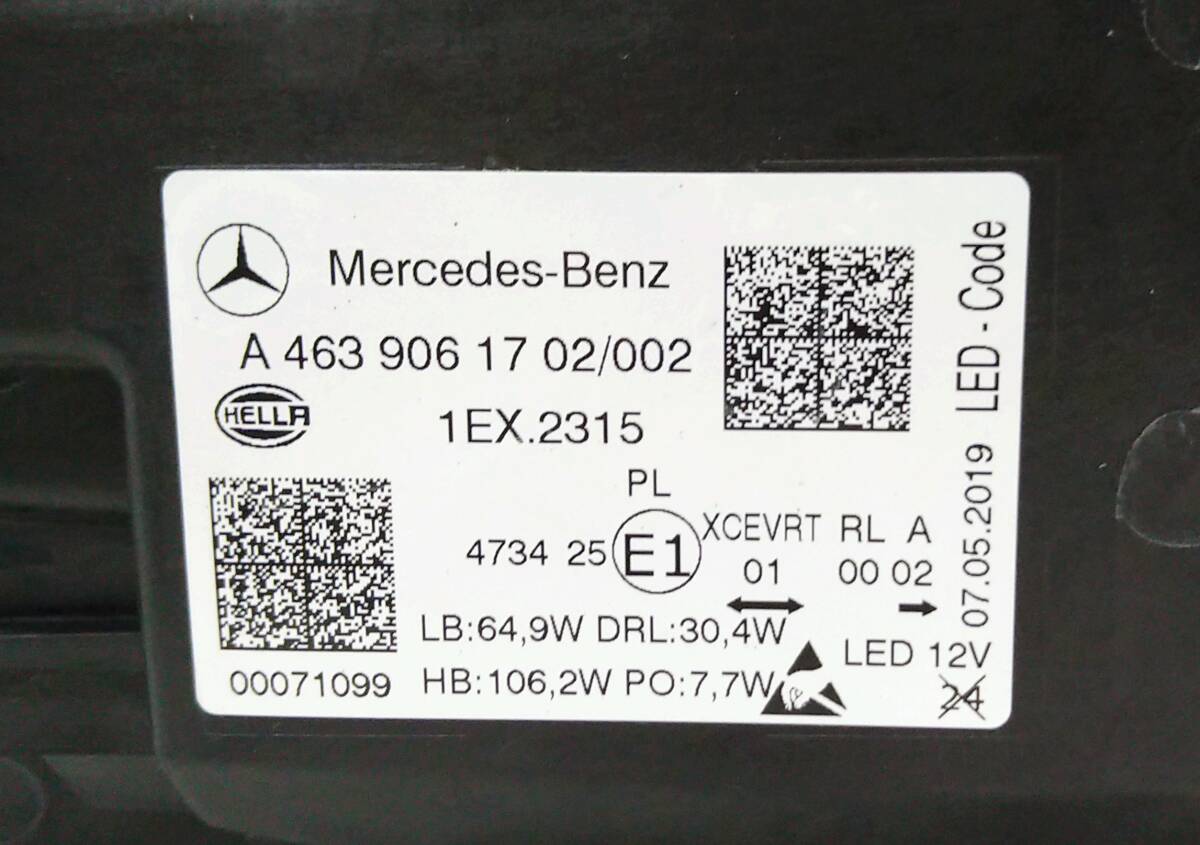 Mercedes-Benz
A 463 906 17 02/002
HELLA
1EX.2315
PL
4734 25 E1 XCEVRT RL A
01 00 02
LB:64,9W DRL:30,4W
HB:106,2W PO:7,7W
LED 12V
24
00071099
07.05.2019 LED - Code